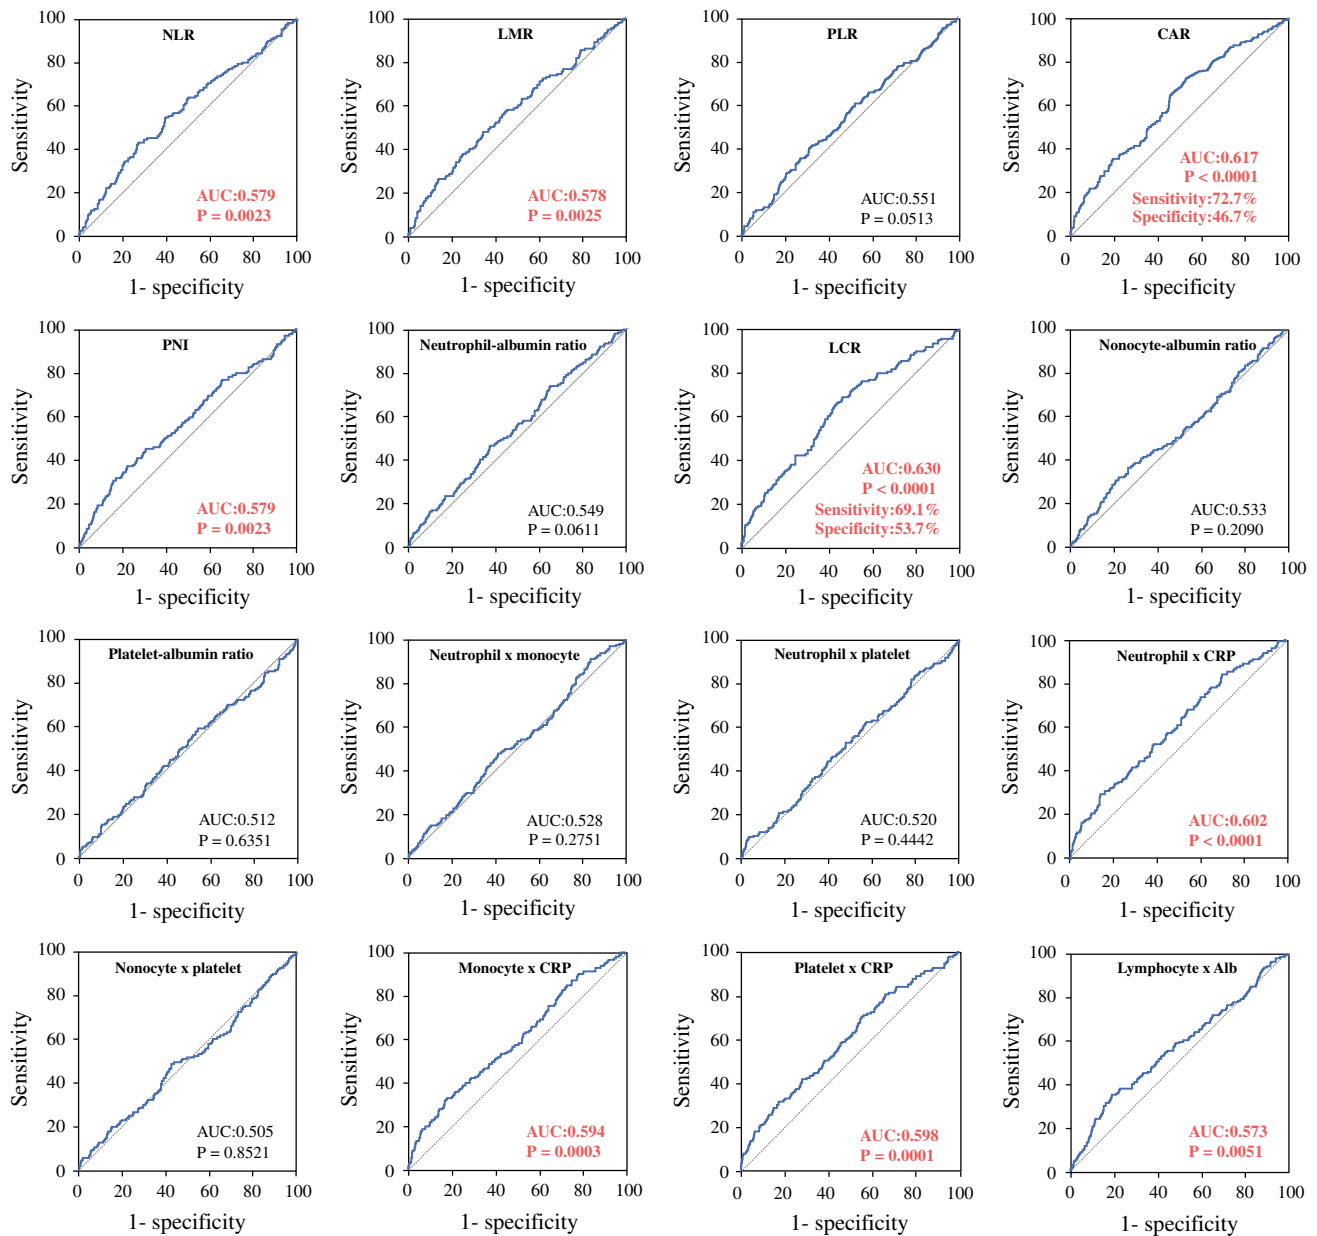 NLR
Sensitivity
100
80
60
40
20
0
AUC:0.579
P = 0.0023
0 20 40 60 80 100
1- specificity
LMR
Sensitivity
100
80
60
40
20
0
AUC:0.578
P = 0.0025
0 20 40 60 80 100
1- specificity
PLR
Sensitivity
100
80
60
40
20
0
AUC:0.551
P = 0.0513
0 20 40 60 80 100
1- specificity
CAR
Sensitivity
100
80
60
40
20
0
AUC:0.617
P < 0.0001
Sensitivity:72.7%
Specificity:46.7%
0 20 40 60 80 100
1- specificity
PNI
Sensitivity
100
80
60
40
20
0
AUC:0.579
P = 0.0023
0 20 40 60 80 100
1- specificity
Neutrophil-albumin ratio
Sensitivity
100
80
60
40
20
0
AUC:0.549
P = 0.0611
0 20 40 60 80 100
1- specificity
LCR
Sensitivity
100
80
60
40
20
0
AUC:0.630
P < 0.0001
Sensitivity:69.1%
Specificity:53.7%
0 20 40 60 80 100
1- specificity
Nonocyte-albumin ratio
Sensitivity
100
80
60
40
20
0
AUC:0.533
P = 0.2090
0 20 40 60 80 100
1- specificity
Platelet-albumin ratio
Sensitivity
100
80
60
40
20
0
AUC:0.512
P = 0.6351
0 20 40 60 80 100
1- specificity
Neutrophil x monocyte
Sensitivity
100
80
60
40
20
0
AUC:0.528
P = 0.2751
0 20 40 60 80 100
1- specificity
Neutrophil x platelet
Sensitivity
100
80
60
40
20
0
AUC:0.520
P = 0.4442
0 20 40 60 80 100
1- specificity
Neutrophil x CRP
Sensitivity
100
80
60
40
20
0
AUC:0.602
P < 0.0001
0 20 40 60 80 100
1- specificity
Nonocyte x platelet
Sensitivity
100
80
60
40
20
0
AUC:0.505
P = 0.8521
0 20 40 60 80 100
1- specificity
Monocyte x CRP
Sensitivity
100
80
60
40
20
0
AUC:0.594
P = 0.0003
0 20 40 60 80 100
1- specificity
Platelet x CRP
Sensitivity
100
80
60
40
20
0
AUC:0.598
P = 0.0001
0 20 40 60 80 100
1- specificity
Lymphocyte x Alb
Sensitivity
100
80
60
40
20
0
AUC:0.573
P = 0.0051
0 20 40 60 80 100
1- specificity